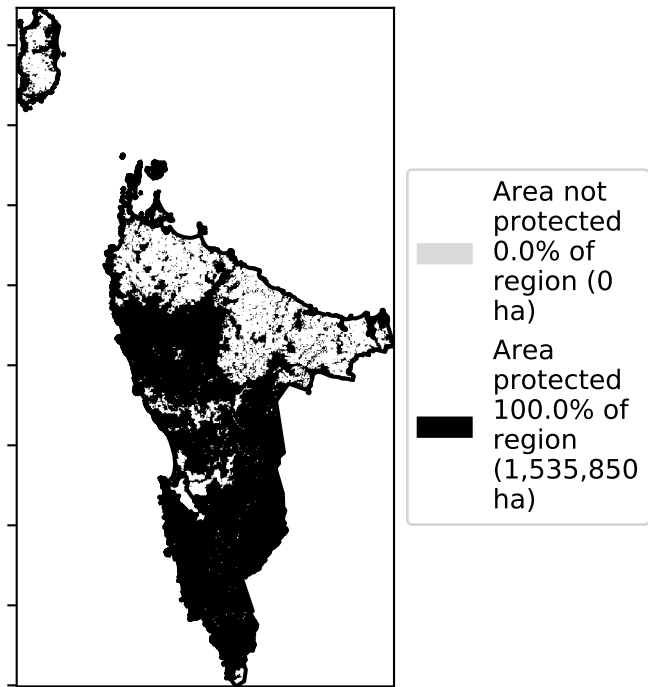 Area not
protected
0.0% of
region (0
ha)
Area
protected
100.0% of
region
(1,535,850
ha)